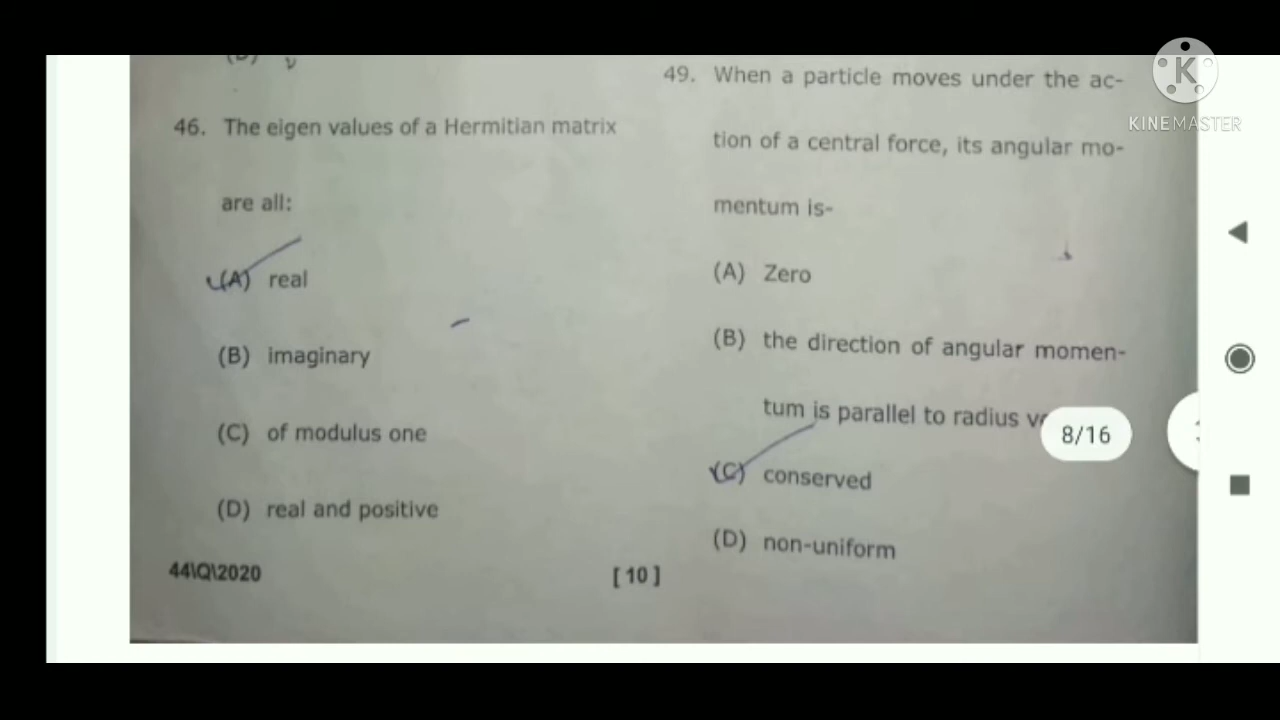 46. The eigen values of a Hermitian matrix
are all:
(A) real
(B) imaginary
(C) of modulus one
(D) real and positive
44\Q\2020
[ 10 ]
49. When a particle moves under the ac-
tion of a central force, its angular mo-
mentum is-
(A) Zero
(B) the direction of angular momen-
tum is parallel to radius
(C) conserved
(D) non-uniform
8/16
KINEMASTER